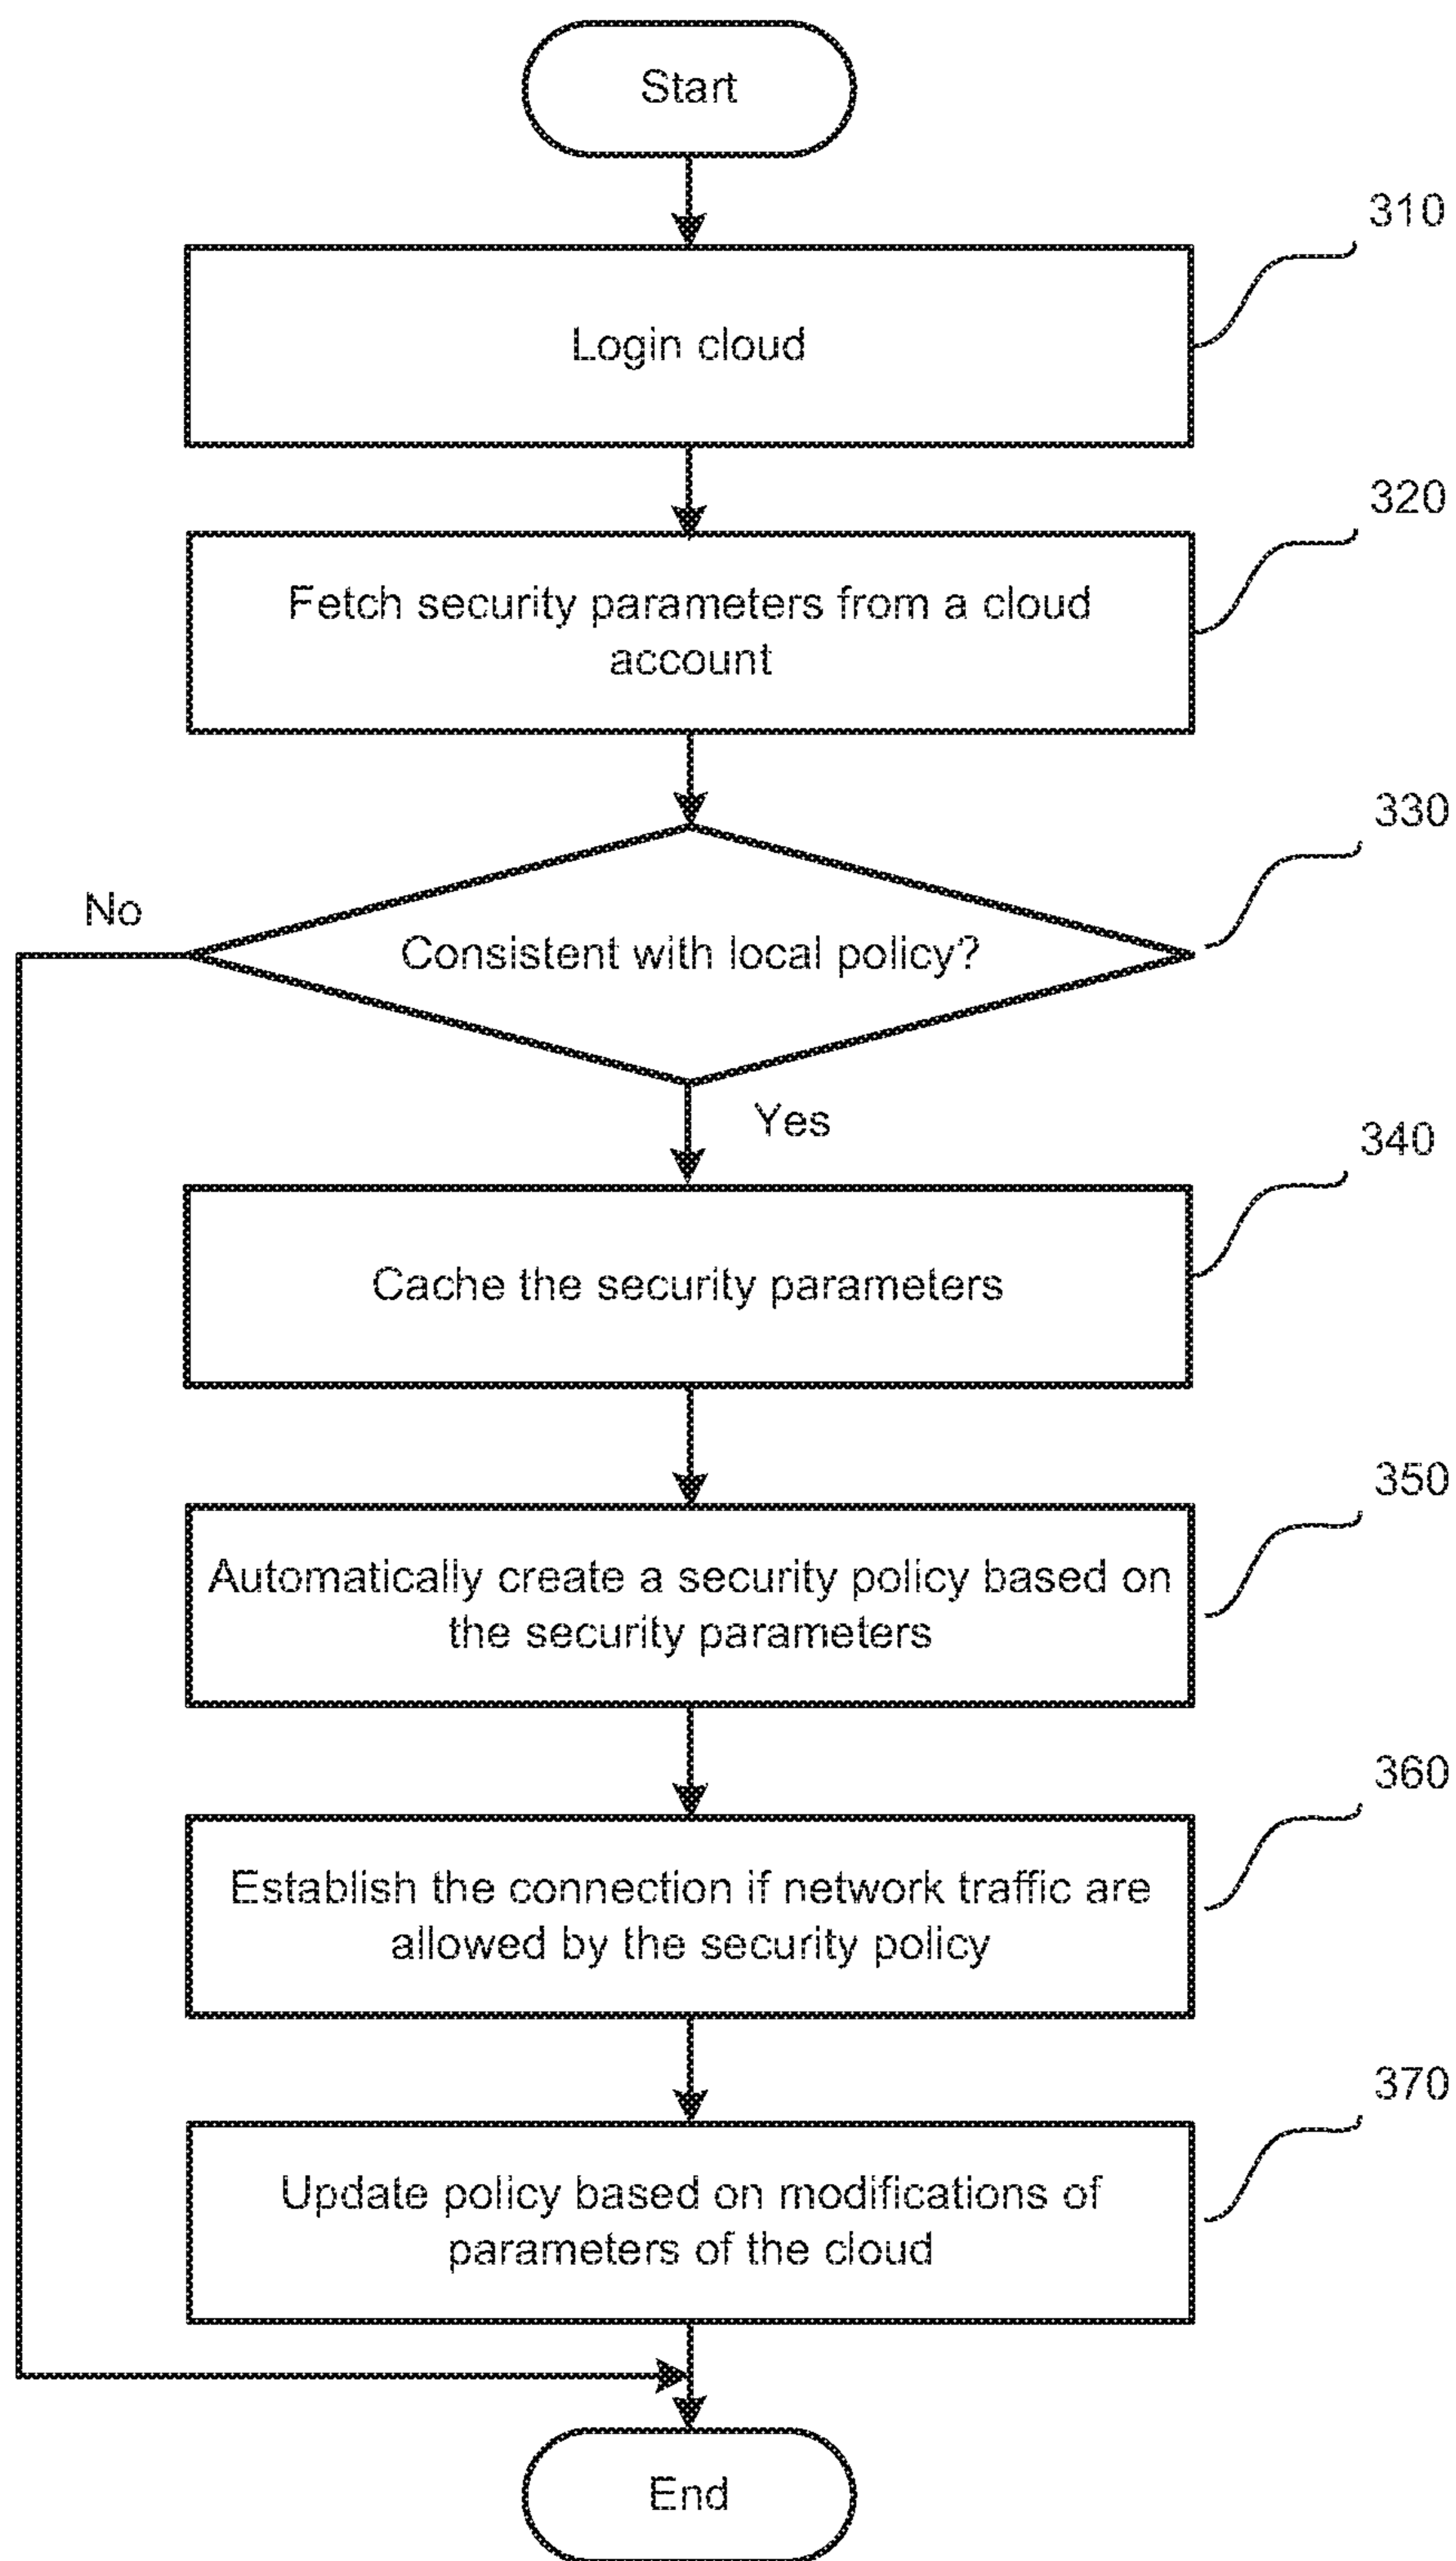 Start
310
Login cloud
320
Fetch security parameters from a cloud
account
330
No
Consistent with local policy?
Yes
340
Cache the security parameters
350
Automatically create a security policy based on
the security parameters
360
Establish the connection if network traffic are
allowed by the security policy
370
Update policy based on modifications of
parameters of the cloud
End